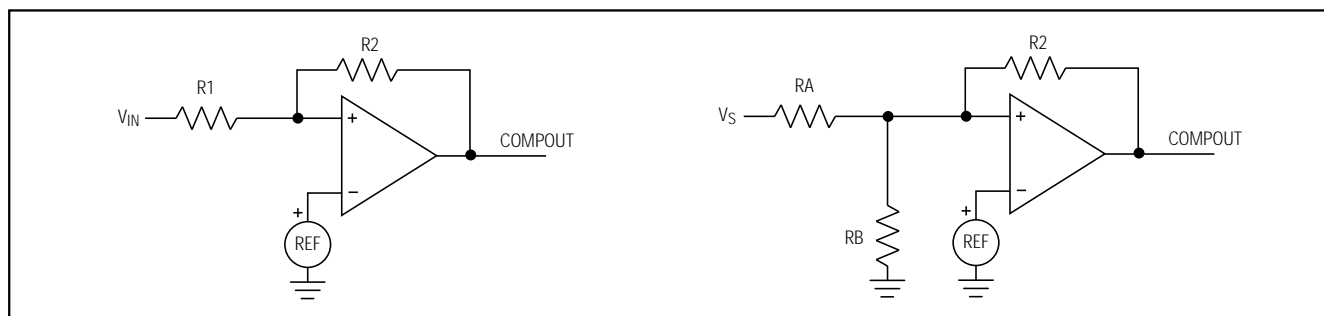 R2
R1
VIN
+
−
COMPOUT
+
REF
R2
RA
VS
+
−
COMPOUT
RB
+
REF